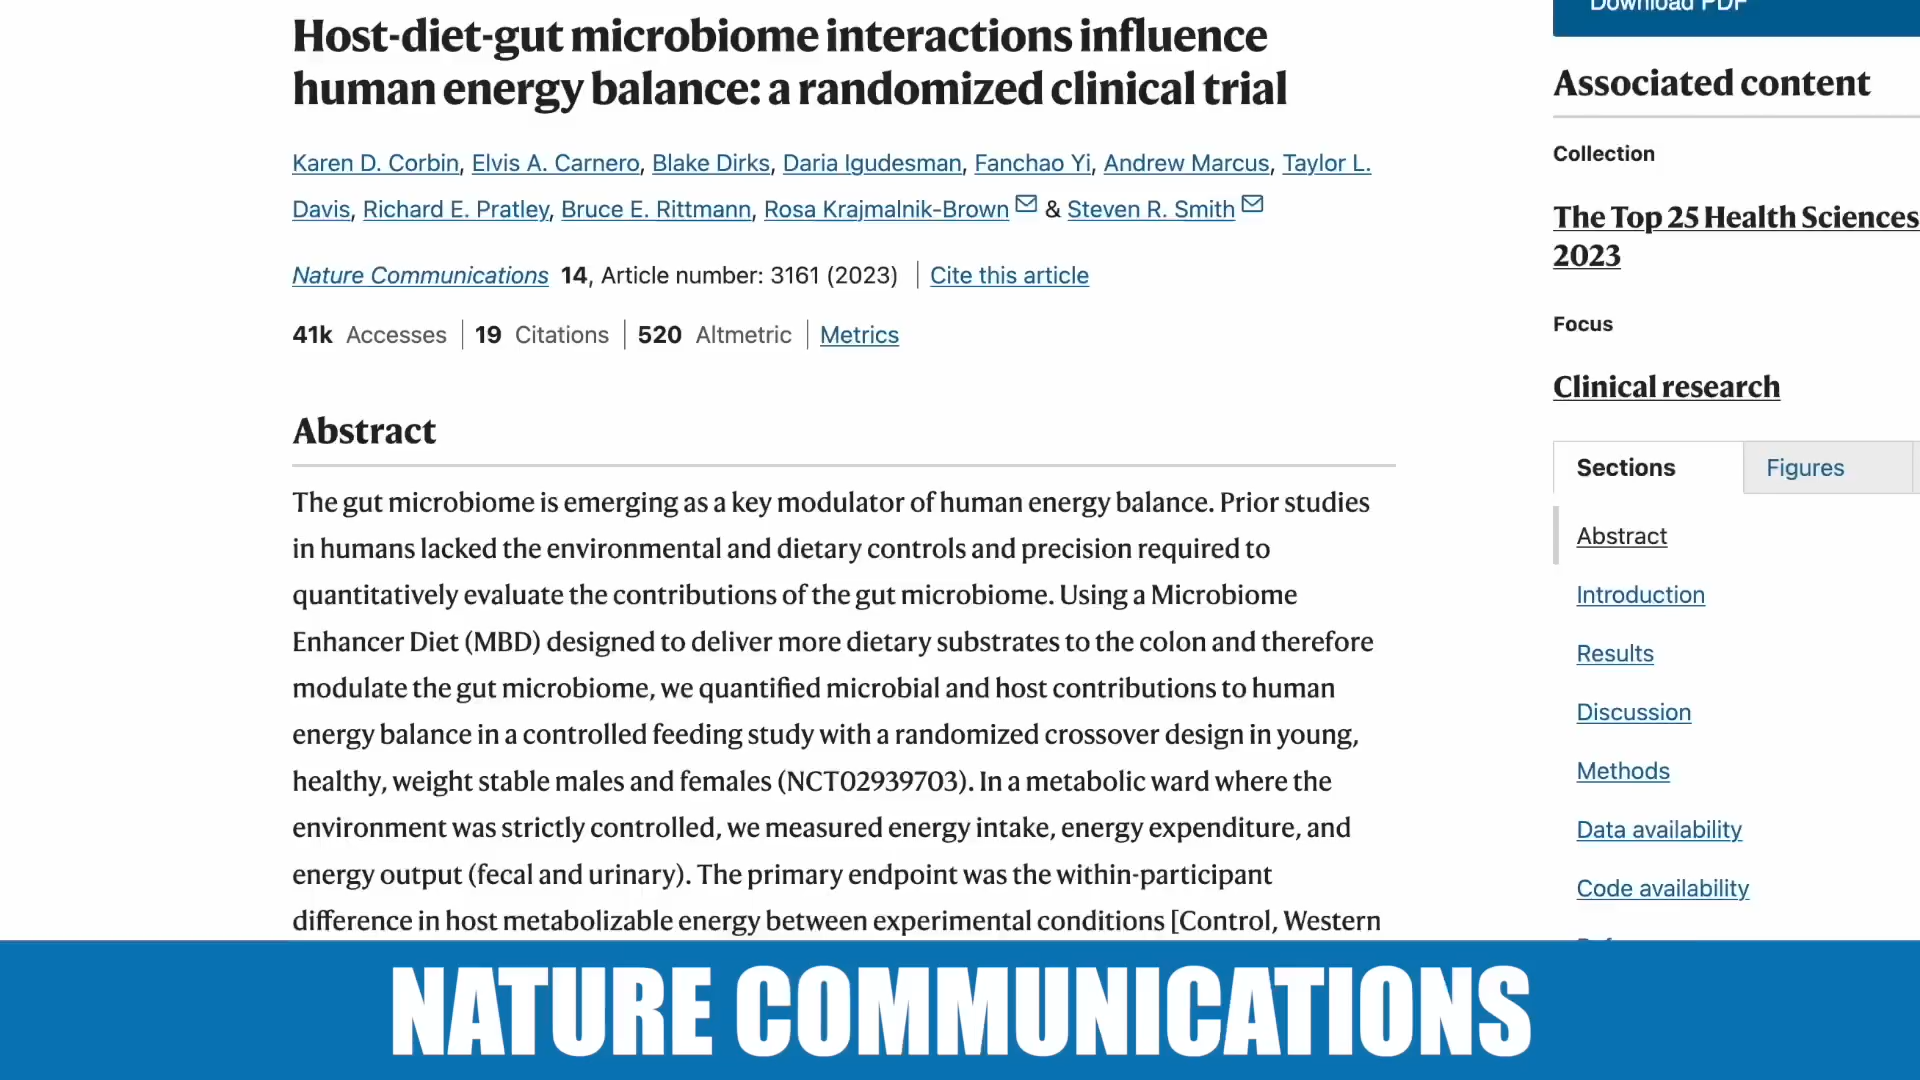 Download PDF
Host-diet-gut microbiome interactions influence
human energy balance: a randomized clinical trial
Karen D. Corbin, Elvis A. Carnero, Blake Dirks, Daria Igudesman, Fanchao Yi, Andrew Marcus, Taylor L.
Davis, Richard E. Pratley, Bruce E. Rittmann, Rosa Krajmalnik-Brown & Steven R. Smith
Nature Communications 14, Article number: 3161 (2023) | Cite this article
41k Accesses | 19 Citations | 520 Altmetric | Metrics
Abstract
The gut microbiome is emerging as a key modulator of human energy balance. Prior studies
in humans lacked the environmental and dietary controls and precision required to
quantitatively evaluate the contributions of the gut microbiome. Using a Microbiome
Enhancer Diet (MBD) designed to deliver more dietary substrates to the colon and therefore
modulate the gut microbiome, we quantified microbial and host contributions to human
energy balance in a controlled feeding study with a randomized crossover design in young,
healthy, weight stable males and females (NCT02939703). In a metabolic ward where the
environment was strictly controlled, we measured energy intake, energy expenditure, and
energy output (fecal and urinary). The primary endpoint was the within-participant
difference in host metabolizable energy between experimental conditions [Control, Western
Associated content
Collection
The Top 25 Health Sciences
2023
Focus
Clinical research
Sections
Figures
Abstract
Introduction
Results
Discussion
Methods
Data availability
Code availability
NATURE COMMUNICATIONS